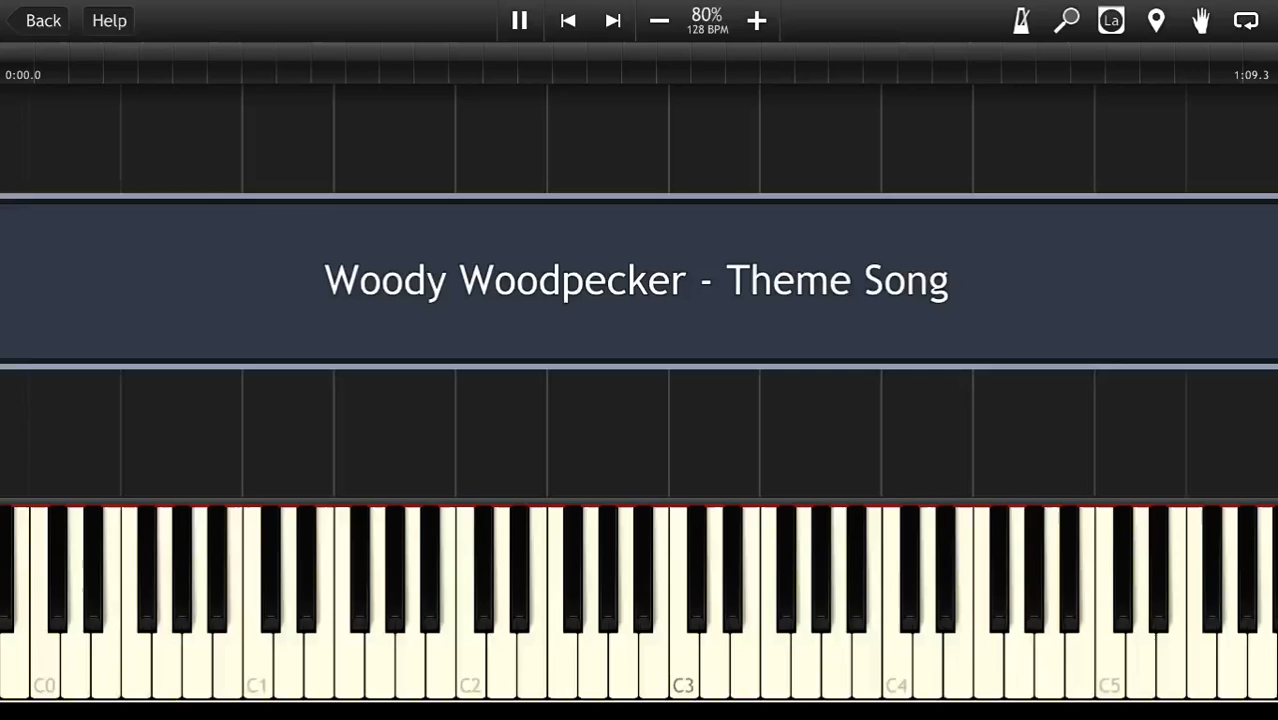 Back Help 80% La
128 BPM
0:00.0 1:09.3
Woody Woodpecker - Theme Song
C0 C1 C2 C3 C4 C5